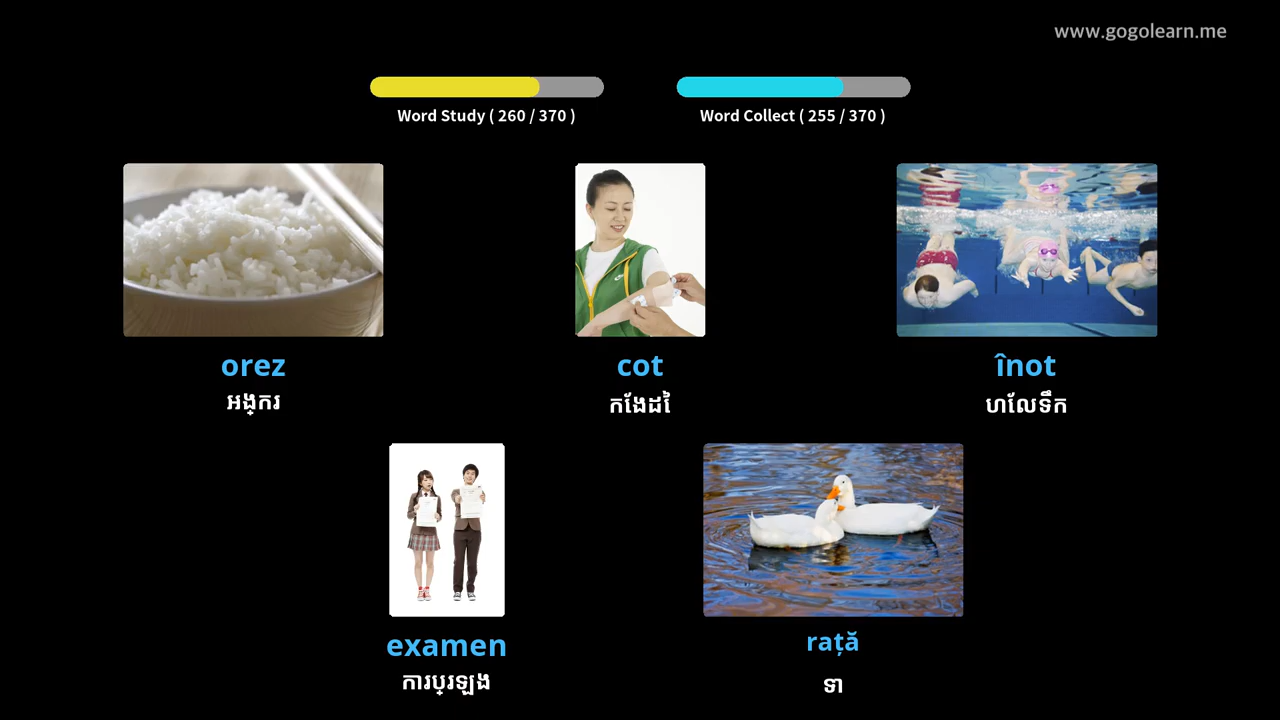 www.gogolearn.me
Word Study ( 260 / 370 )
Word Collect ( 255 / 370 )
orez
អង្ករ
cot
កងែដៃ
înot
ហែលទឹក
examen
ការប្រឡង
rață
ទា